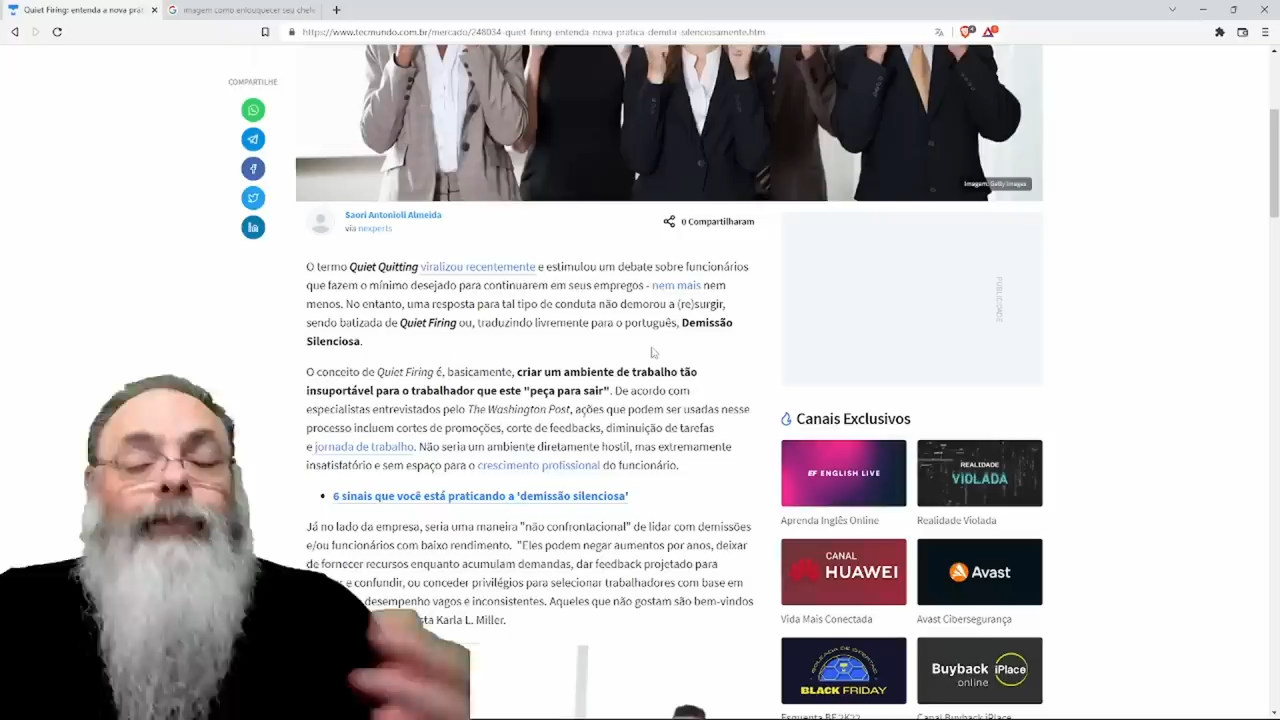 Quiet Firing: entenda a nova prat
imagem como enlouquecer seu chefe
https://www.tecmundo.com.br/mercado/248034-quiet-firing-entenda-nova-pratica-demitir-silenciosamente.htm
COMPARTILHE
Imagem: Getty Images
Saori Antonioli Almeida
via nexperts
0 Compartilharam
O termo Quiet Quitting viralizou recentemente e estimulou um debate sobre funcionários
que fazem o mínimo desejado para continuarem em seus empregos - nem mais nem
menos. No entanto, uma resposta para tal tipo de conduta não demorou a (re)surgir,
sendo batizada de Quiet Firing ou, traduzindo livremente para o português, Demissão
Silenciosa.
O conceito de Quiet Firing é, basicamente, criar um ambiente de trabalho tão
insuportável para o trabalhador que este "peça para sair". De acordo com
especialistas entrevistados pelo The Washington Post, ações que podem ser usadas nesse
processo incluem cortes de promoções, corte de feedbacks, diminuição de tarefas
e jornada de trabalho. Não seria um ambiente diretamente hostil, mas extremamente
insatisfatório e sem espaço para o crescimento profissional do funcionário.
6 sinais que você está praticando a 'demissão silenciosa'
Já no lado da empresa, seria uma maneira "não confrontacional" de lidar com demissões
e/ou funcionários com baixo rendimento. "Eles podem negar aumentos por anos, deixar
de fornecer recursos enquanto acumulam demandas, dar feedback projetado para
e confundir, ou conceder privilégios para selecionar trabalhadores com base em
desempenho vagos e inconsistentes. Aqueles que não gostam são bem-vindos
sta Karla L. Miller.
PUBLICIDADE
Canais Exclusivos
EF ENGLISH LIVE
REALIDADE
VIOLADA
Aprenda Inglês Online
Realidade Violada
CANAL
HUAWEI
Avast
Vida Mais Conectada
Avast Cibersegurança
GOLEADA DE OFERTAS
BLACK FRIDAY
Buyback iPlace
online
Esquenta BF 2K22
Canal Buyback iPlace